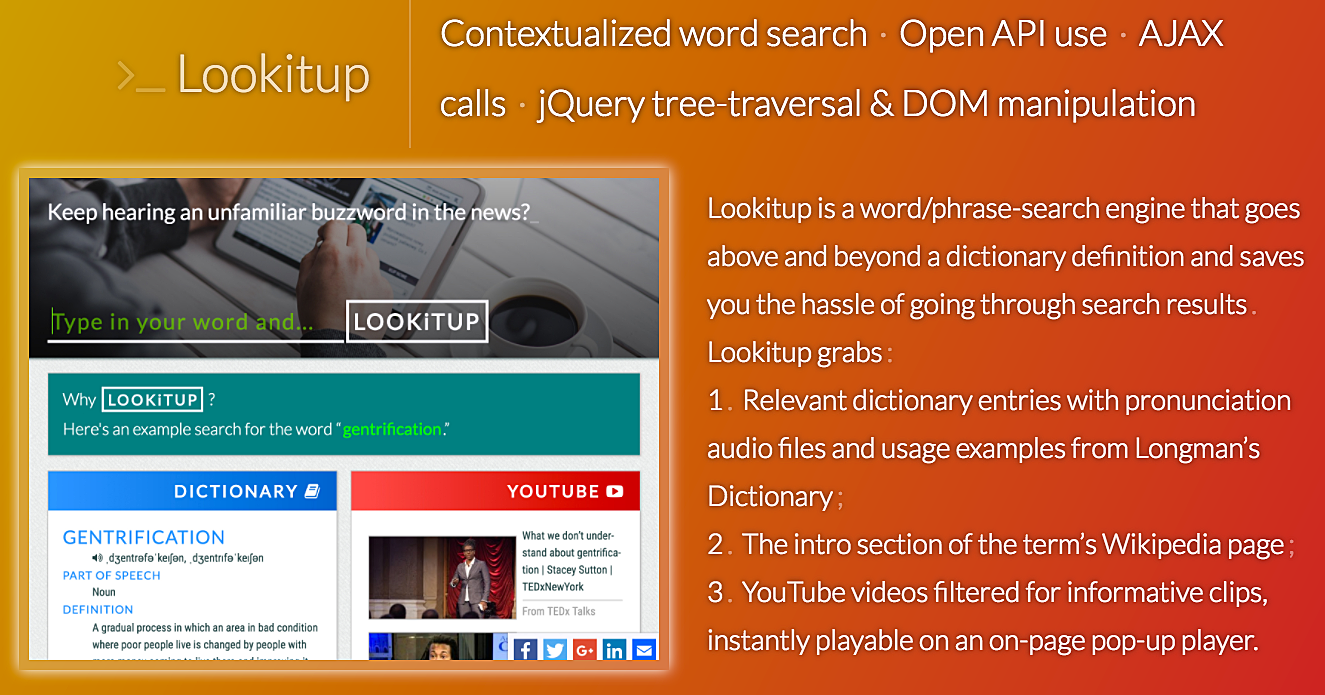 >_ Lookitup
Contextualized word search · Open API use · AJAX
calls · jQuery tree-traversal & DOM manipulation
Keep hearing an unfamiliar buzzword in the news?_
Type in your word and...
LOOKiTUP
Why LOOKiTUP ?
Here's an example search for the word “gentrification.”
DICTIONARY
GENTRIFICATION
ˌdʒentrəfəˈkeɪʃən, ˌdʒentrɪfəˈkeɪʃən
PART OF SPEECH
Noun
DEFINITION
A gradual process in which an area in bad condition
where poor people live is changed by people with
YOUTUBE
What we don’t under-
stand about gentrifica-
tion | Stacey Sutton |
TEDxNewYork
From TED
x Talks
Lookitup is a word/phrase-search engine that goes
above and beyond a dictionary definition and saves
you the hassle of going through search results.
Lookitup grabs:
1. Relevant dictionary entries with pronunciation
audio files and usage examples from Longman’s
Dictionary;
2. The intro section of the term’s Wikipedia page;
3. YouTube videos filtered for informative clips,
instantly playable on an on-page pop-up player.